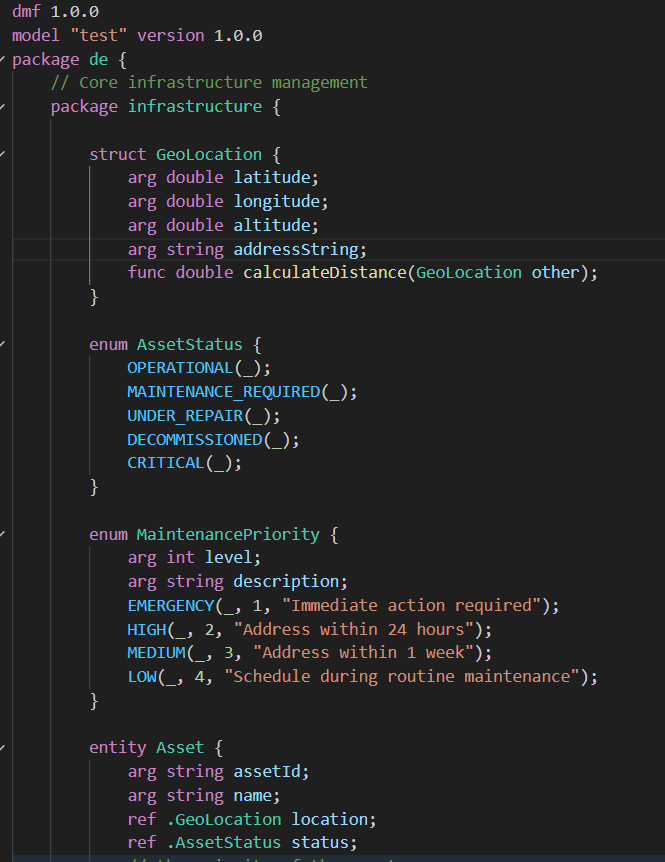 dmf 1.0.0
model "test" version 1.0.0
package de {
// Core infrastructure management
package infrastructure {
struct GeoLocation {
arg double latitude;
arg double longitude;
arg double altitude;
arg string addressString;
func double calculateDistance(GeoLocation other);
}
enum AssetStatus {
OPERATIONAL(_);
MAINTENANCE_REQUIRED(_);
UNDER_REPAIR(_);
DECOMMISSIONED(_);
CRITICAL(_);
}
enum MaintenancePriority {
arg int level;
arg string description;
EMERGENCY(_, 1, "Immediate action required");
HIGH(_, 2, "Address within 24 hours");
MEDIUM(_, 3, "Address within 1 week");
LOW(_, 4, "Schedule during routine maintenance");
}
entity Asset {
arg string assetId;
arg string name;
ref .GeoLocation location;
ref .AssetStatus status;